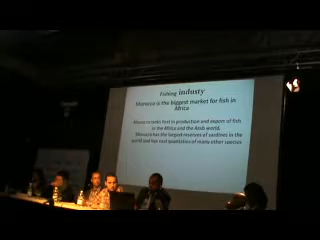 Fishing industy
Morocco is the biggest market for fish in
Africa
Morocco ranks first in production and export of fish
in the Africa and the Arab world.
Morocco has the largest reserves of sardines in the
world and has vast quantities of many other species